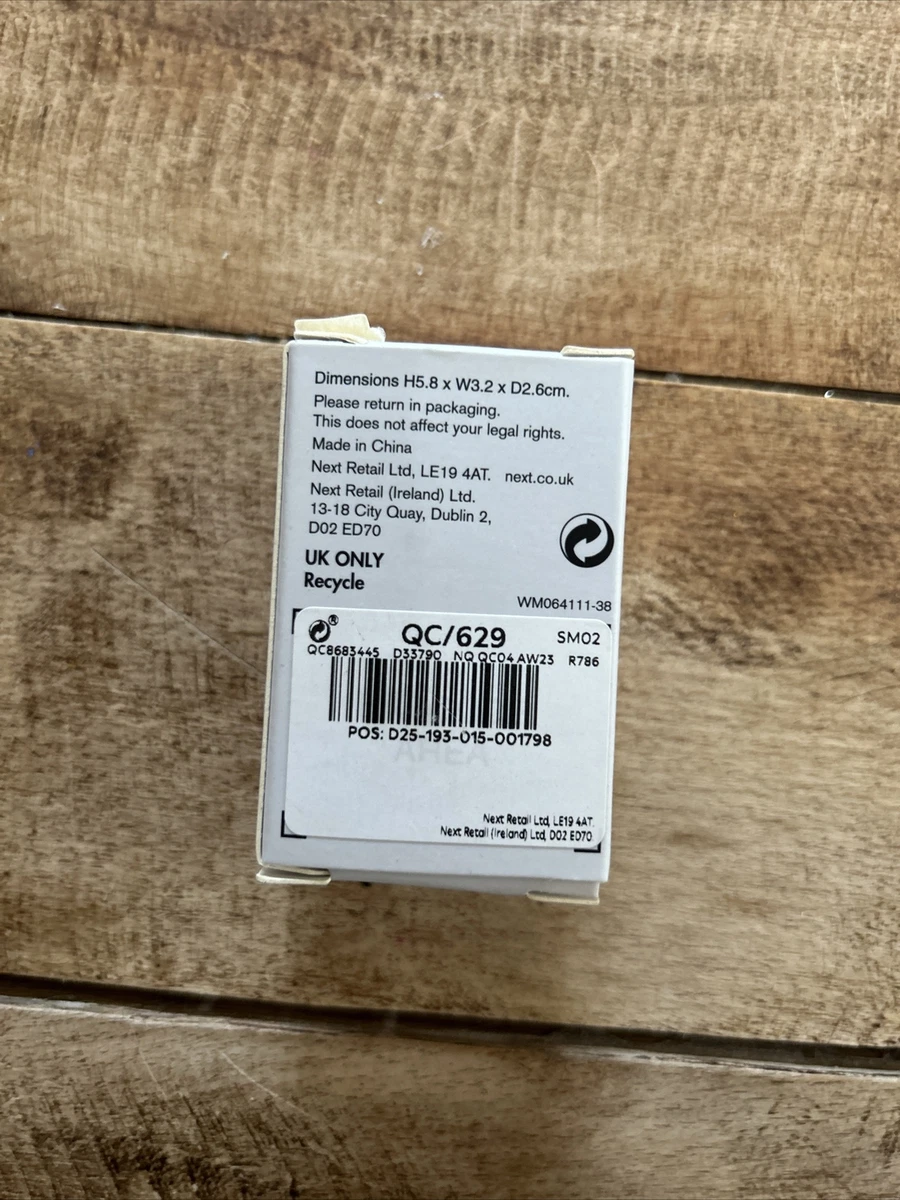 Dimensions H5.8 x W3.2 x D2.6cm.
Please return in packaging.
This does not affect your legal rights.
Made in China
Next Retail Ltd, LE19 4AT. next.co.uk
Next Retail (Ireland) Ltd.
13-18 City Quay, Dublin 2,
D02 ED70
UK ONLY
Recycle
WM064111-38
® QC/629 SM02
QC8683445 D33790 NQ QC04 AW23 R786
POS: D25-193-015-001798
Next Retail Ltd, LE19 4AT.
Next Retail (Ireland) Ltd, D02 ED70